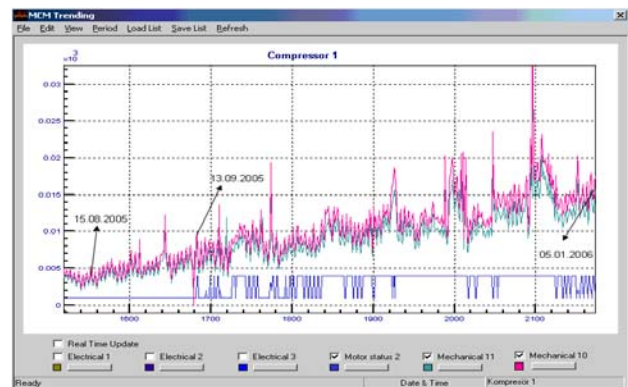 MCM Trending
File Edit View Period Load List Save List Refresh
Compressor 1
x10 3
0.03
0.025
0.02
0.015
0.01
0.005
0
15.08.2005
13.09.2005
05.01.2006
1600 1700 1800 1900 2000 2100
Real Time Update
Electrical 1 Electrical 2 Electrical 3 Motor status 2 Mechanical 11 Mechanical 10
Ready Date & Time Kompresör 1